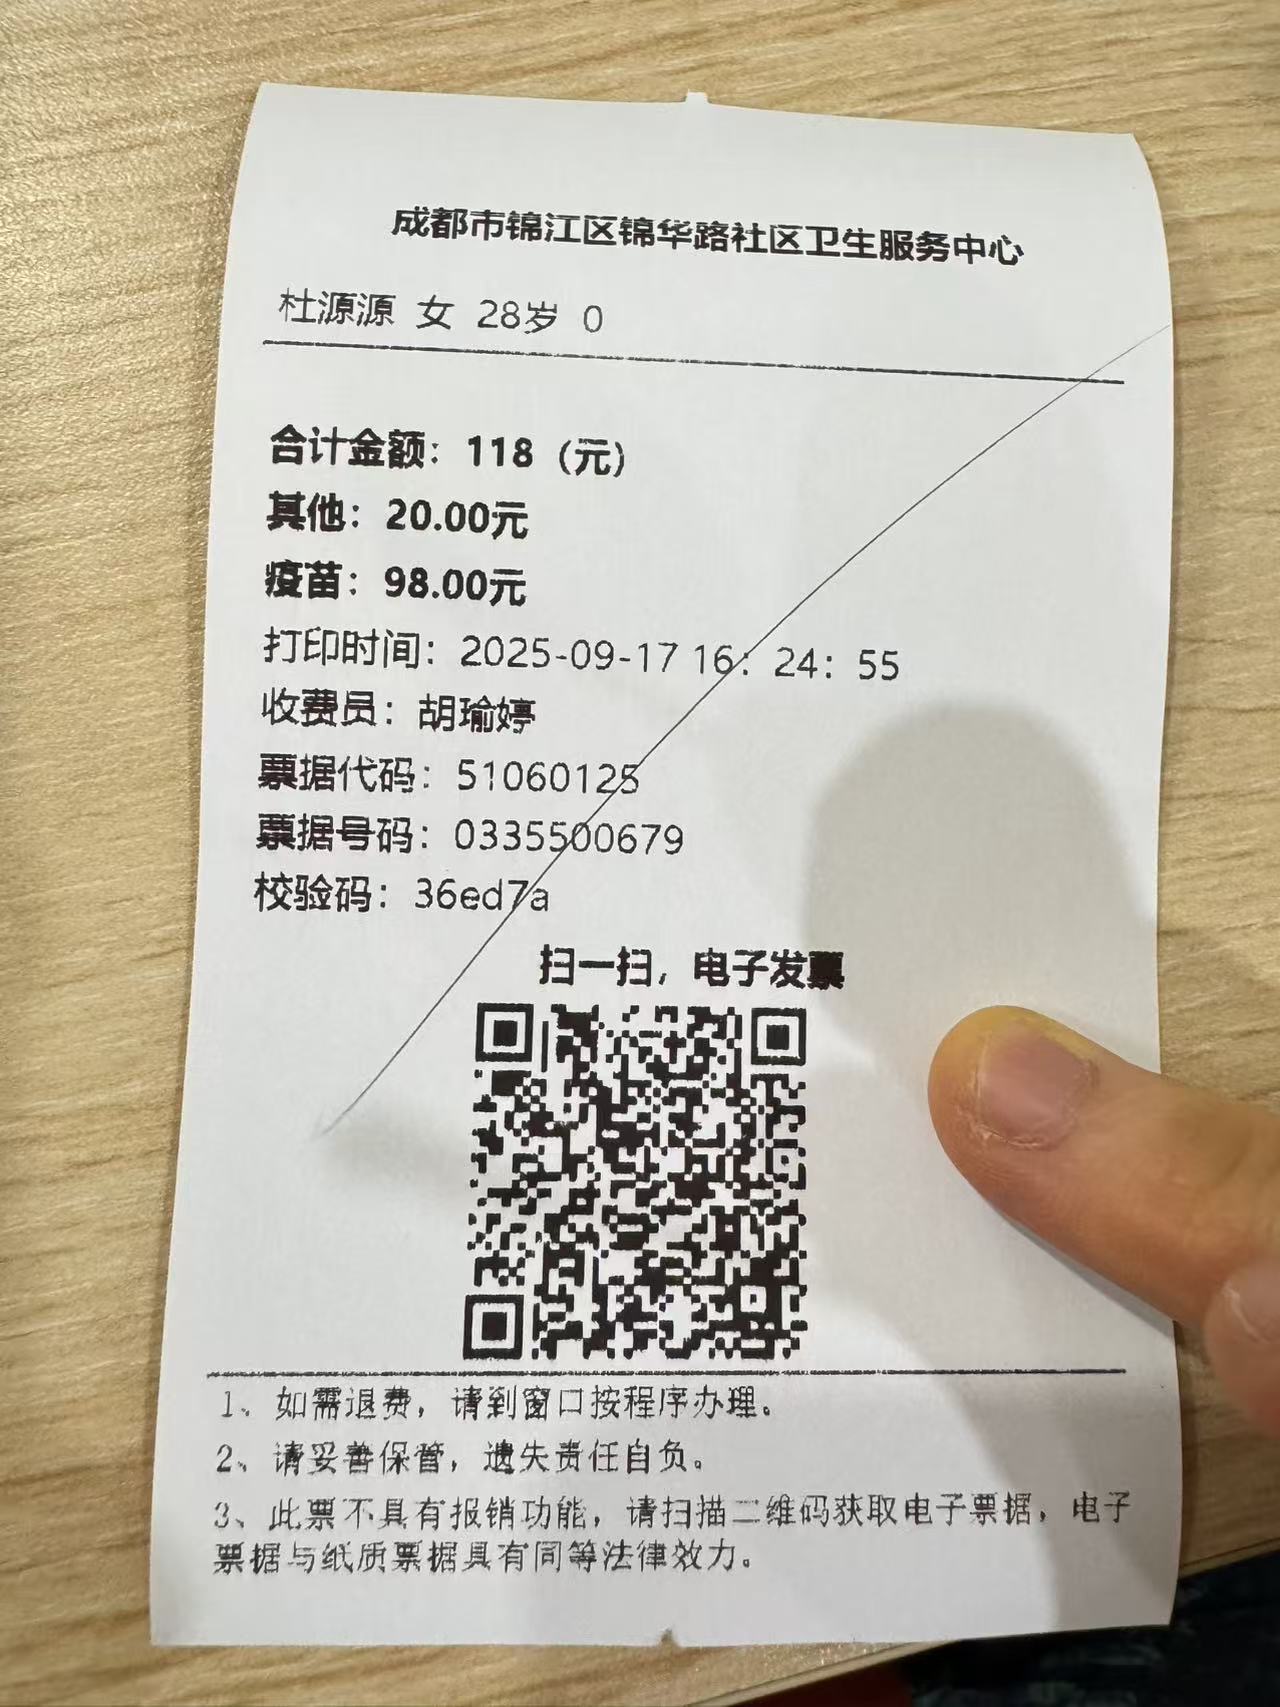 成都市锦江区锦华路社区卫生服务中心
杜源源 女 28岁 0
合计金额：118（元）
其他：20.00元
疫苗：98.00元
打印时间：2025-09-17 16：24：55
收费员：胡瑜婷
票据代码：51060125
票据号码：0335500679
校验码：36ed7a
扫一扫，电子发票
1、如需退费，请到窗口按程序办理。
2、请妥善保管，遗失责任自负。
3、此票不具有报销功能，请扫描二维码获取电子票据，电子
票据与纸质票据具有同等法律效力。